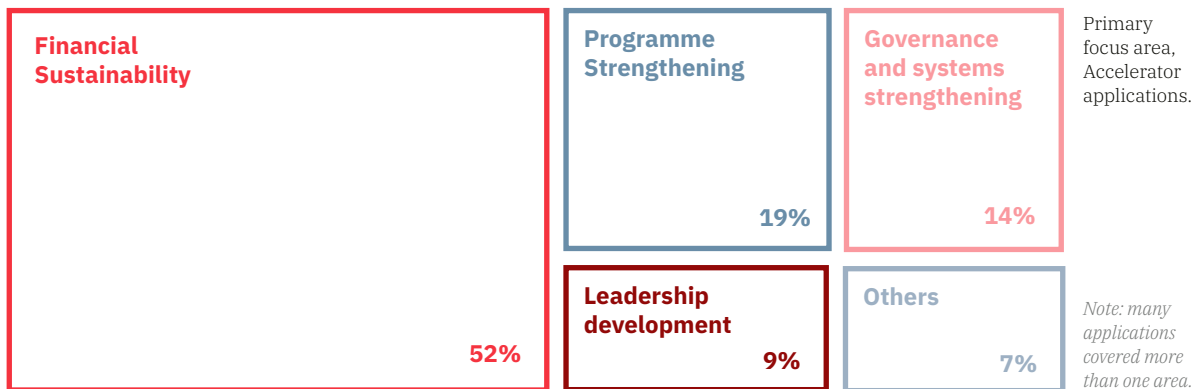 Financial
Sustainability
52%
Programme
Strengthening
19%
Governance
and systems
strengthening
14%
Leadership
development
9%
Others
7%
Primary
focus area,
Accelerator
applications.
Note: many
applications
covered more
than one area.